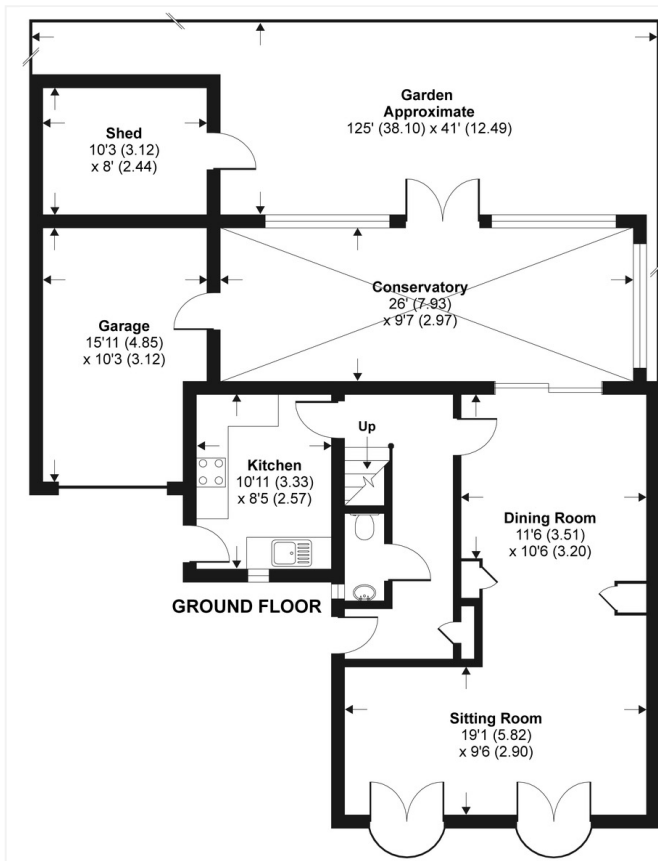 Garden
Approximate
125' (38.10) x 41' (12.49)
Shed
10'3 (3.12)
x 8' (2.44)
Conservatory
26' (7.93)
x 9'7 (2.97)
Garage
15'11 (4.85)
x 10'3 (3.12)
Up
Kitchen
10'11 (3.33)
x 8'5 (2.57)
Dining Room
11'6 (3.51)
x 10'6 (3.20)
GROUND FLOOR
Sitting Room
19'1 (5.82)
x 9'6 (2.90)